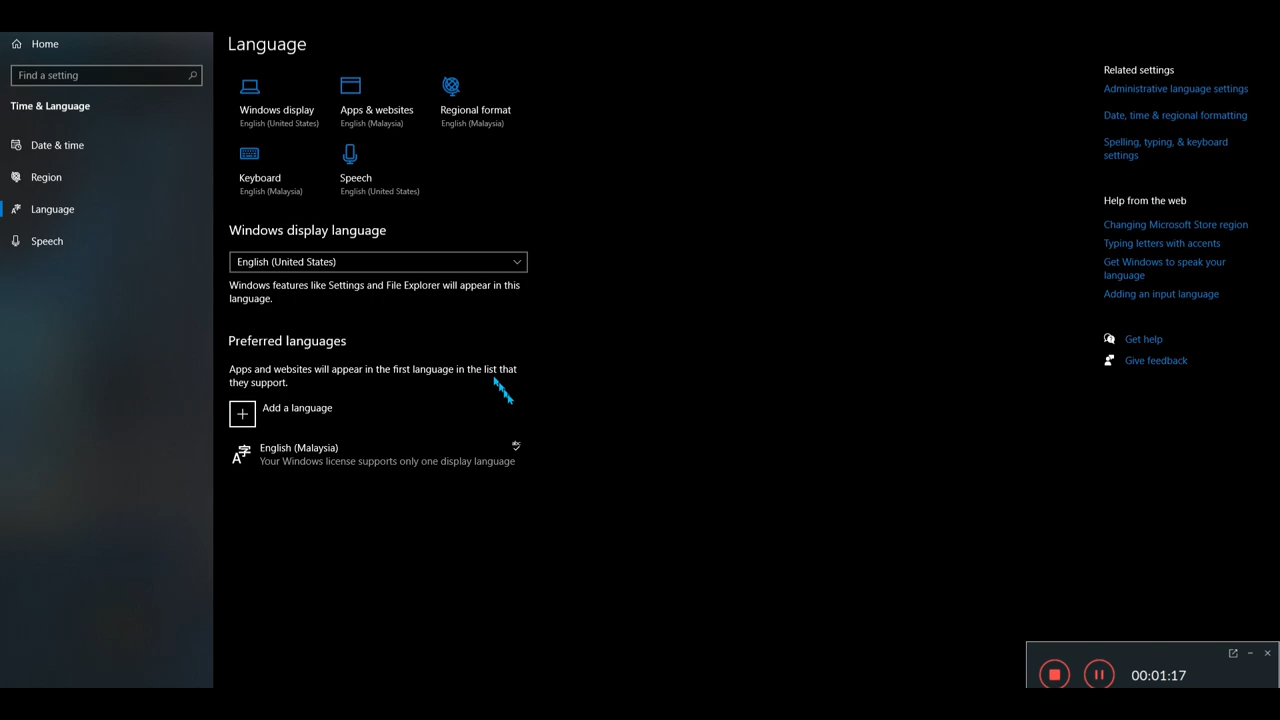 Home
Find a setting
Time & Language
Date & time
Region
Language
Speech
Language
Windows display
English (United States)
Apps & websites
English (Malaysia)
Regional format
English (Malaysia)
Keyboard
English (Malaysia)
Speech
English (United States)
Windows display language
English (United States)
Windows features like Settings and File Explorer will appear in this
language.
Preferred languages
Apps and websites will appear in the first language in the list that
they support.
Add a language
English (Malaysia)
Your Windows license supports only one display language
Related settings
Administrative language settings
Date, time & regional formatting
Spelling, typing, & keyboard
settings
Help from the web
Changing Microsoft Store region
Typing letters with accents
Get Windows to speak your
language
Adding an input language
Get help
Give feedback
00:01:17